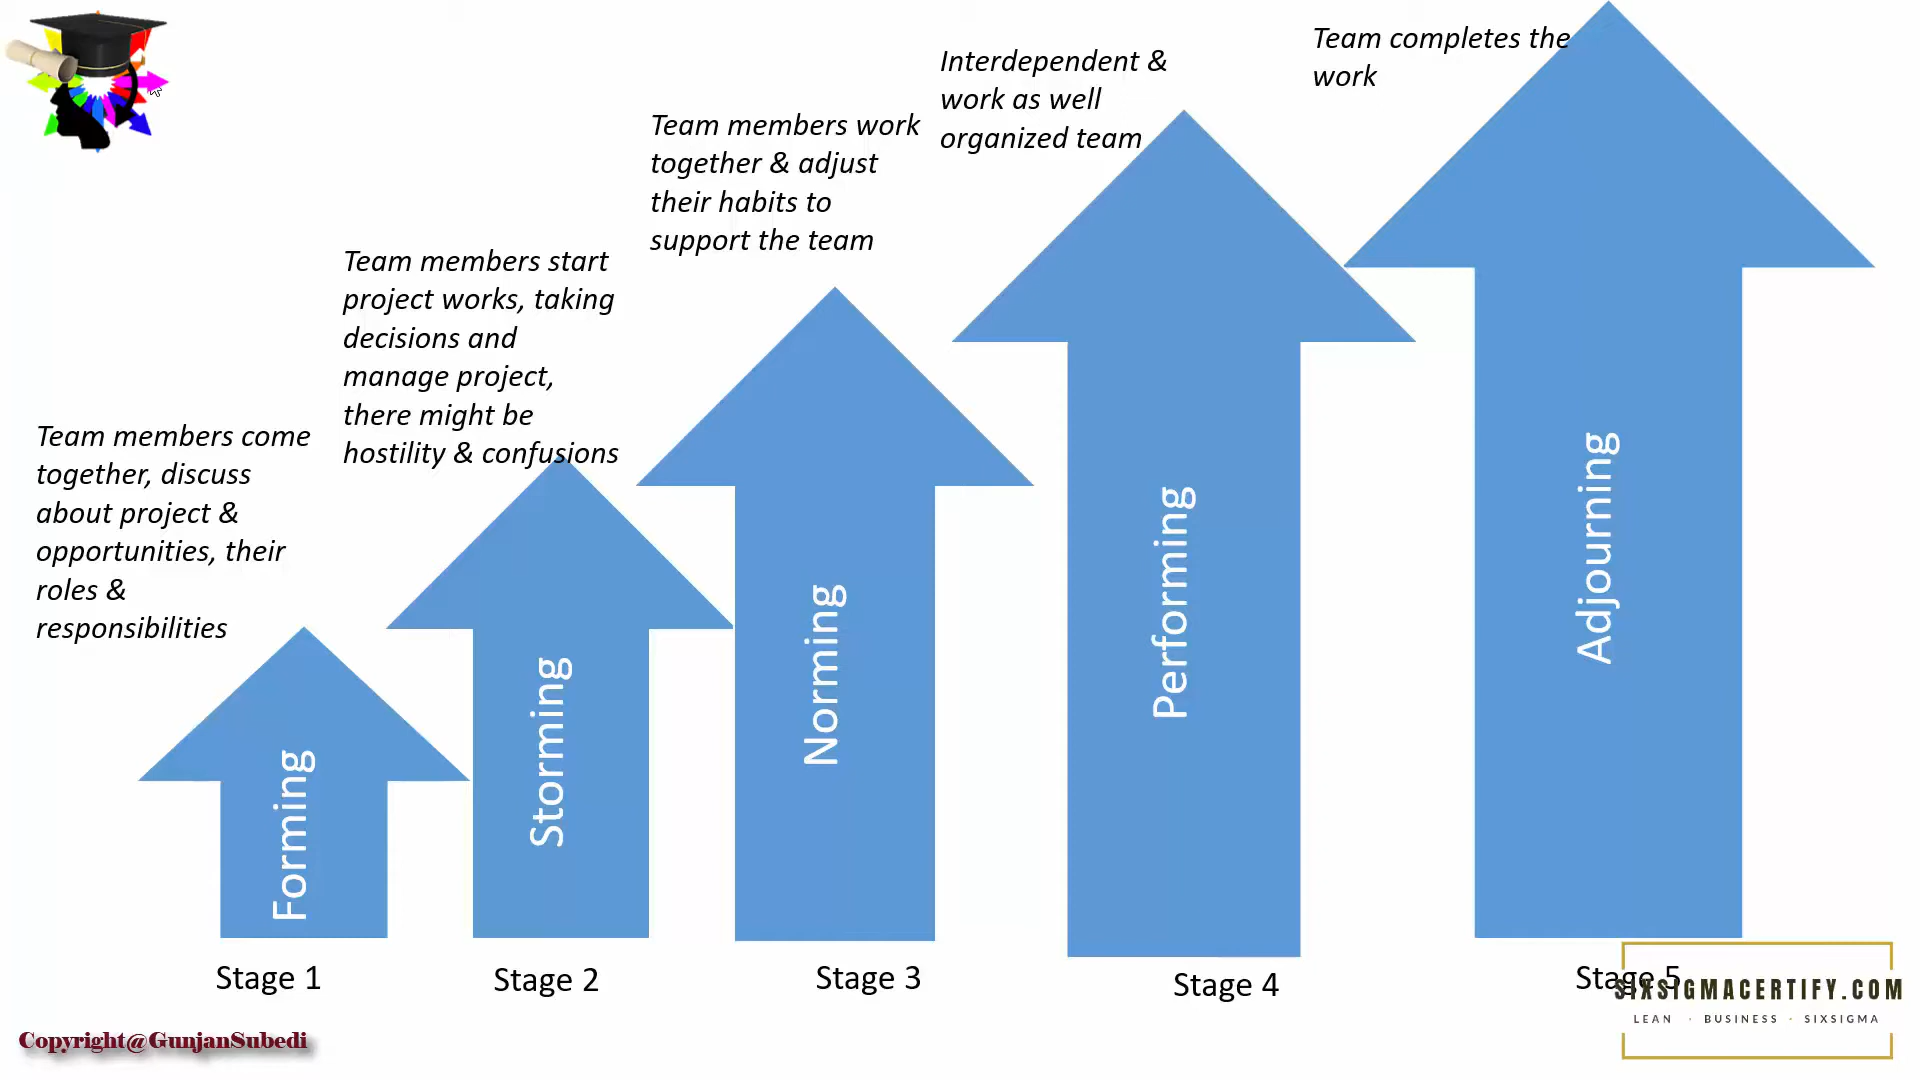 Team members come
together, discuss
about project &
opportunities, their
roles &
responsibilities
Forming
Stage 1
Team members start
project works, taking
decisions and
manage project,
there might be
hostility & confusions
Storming
Stage 2
Team members work
together & adjust
their habits to
support the team
Norming
Stage 3
Interdependent &
work as well
organized team
Performing
Stage 4
Team completes the
work
Adjourning
Stage 5
SIXSIGMACERTIFY.COM
LEAN · BUSINESS · SIXSIGMA
Copyright@GunjanSubedi